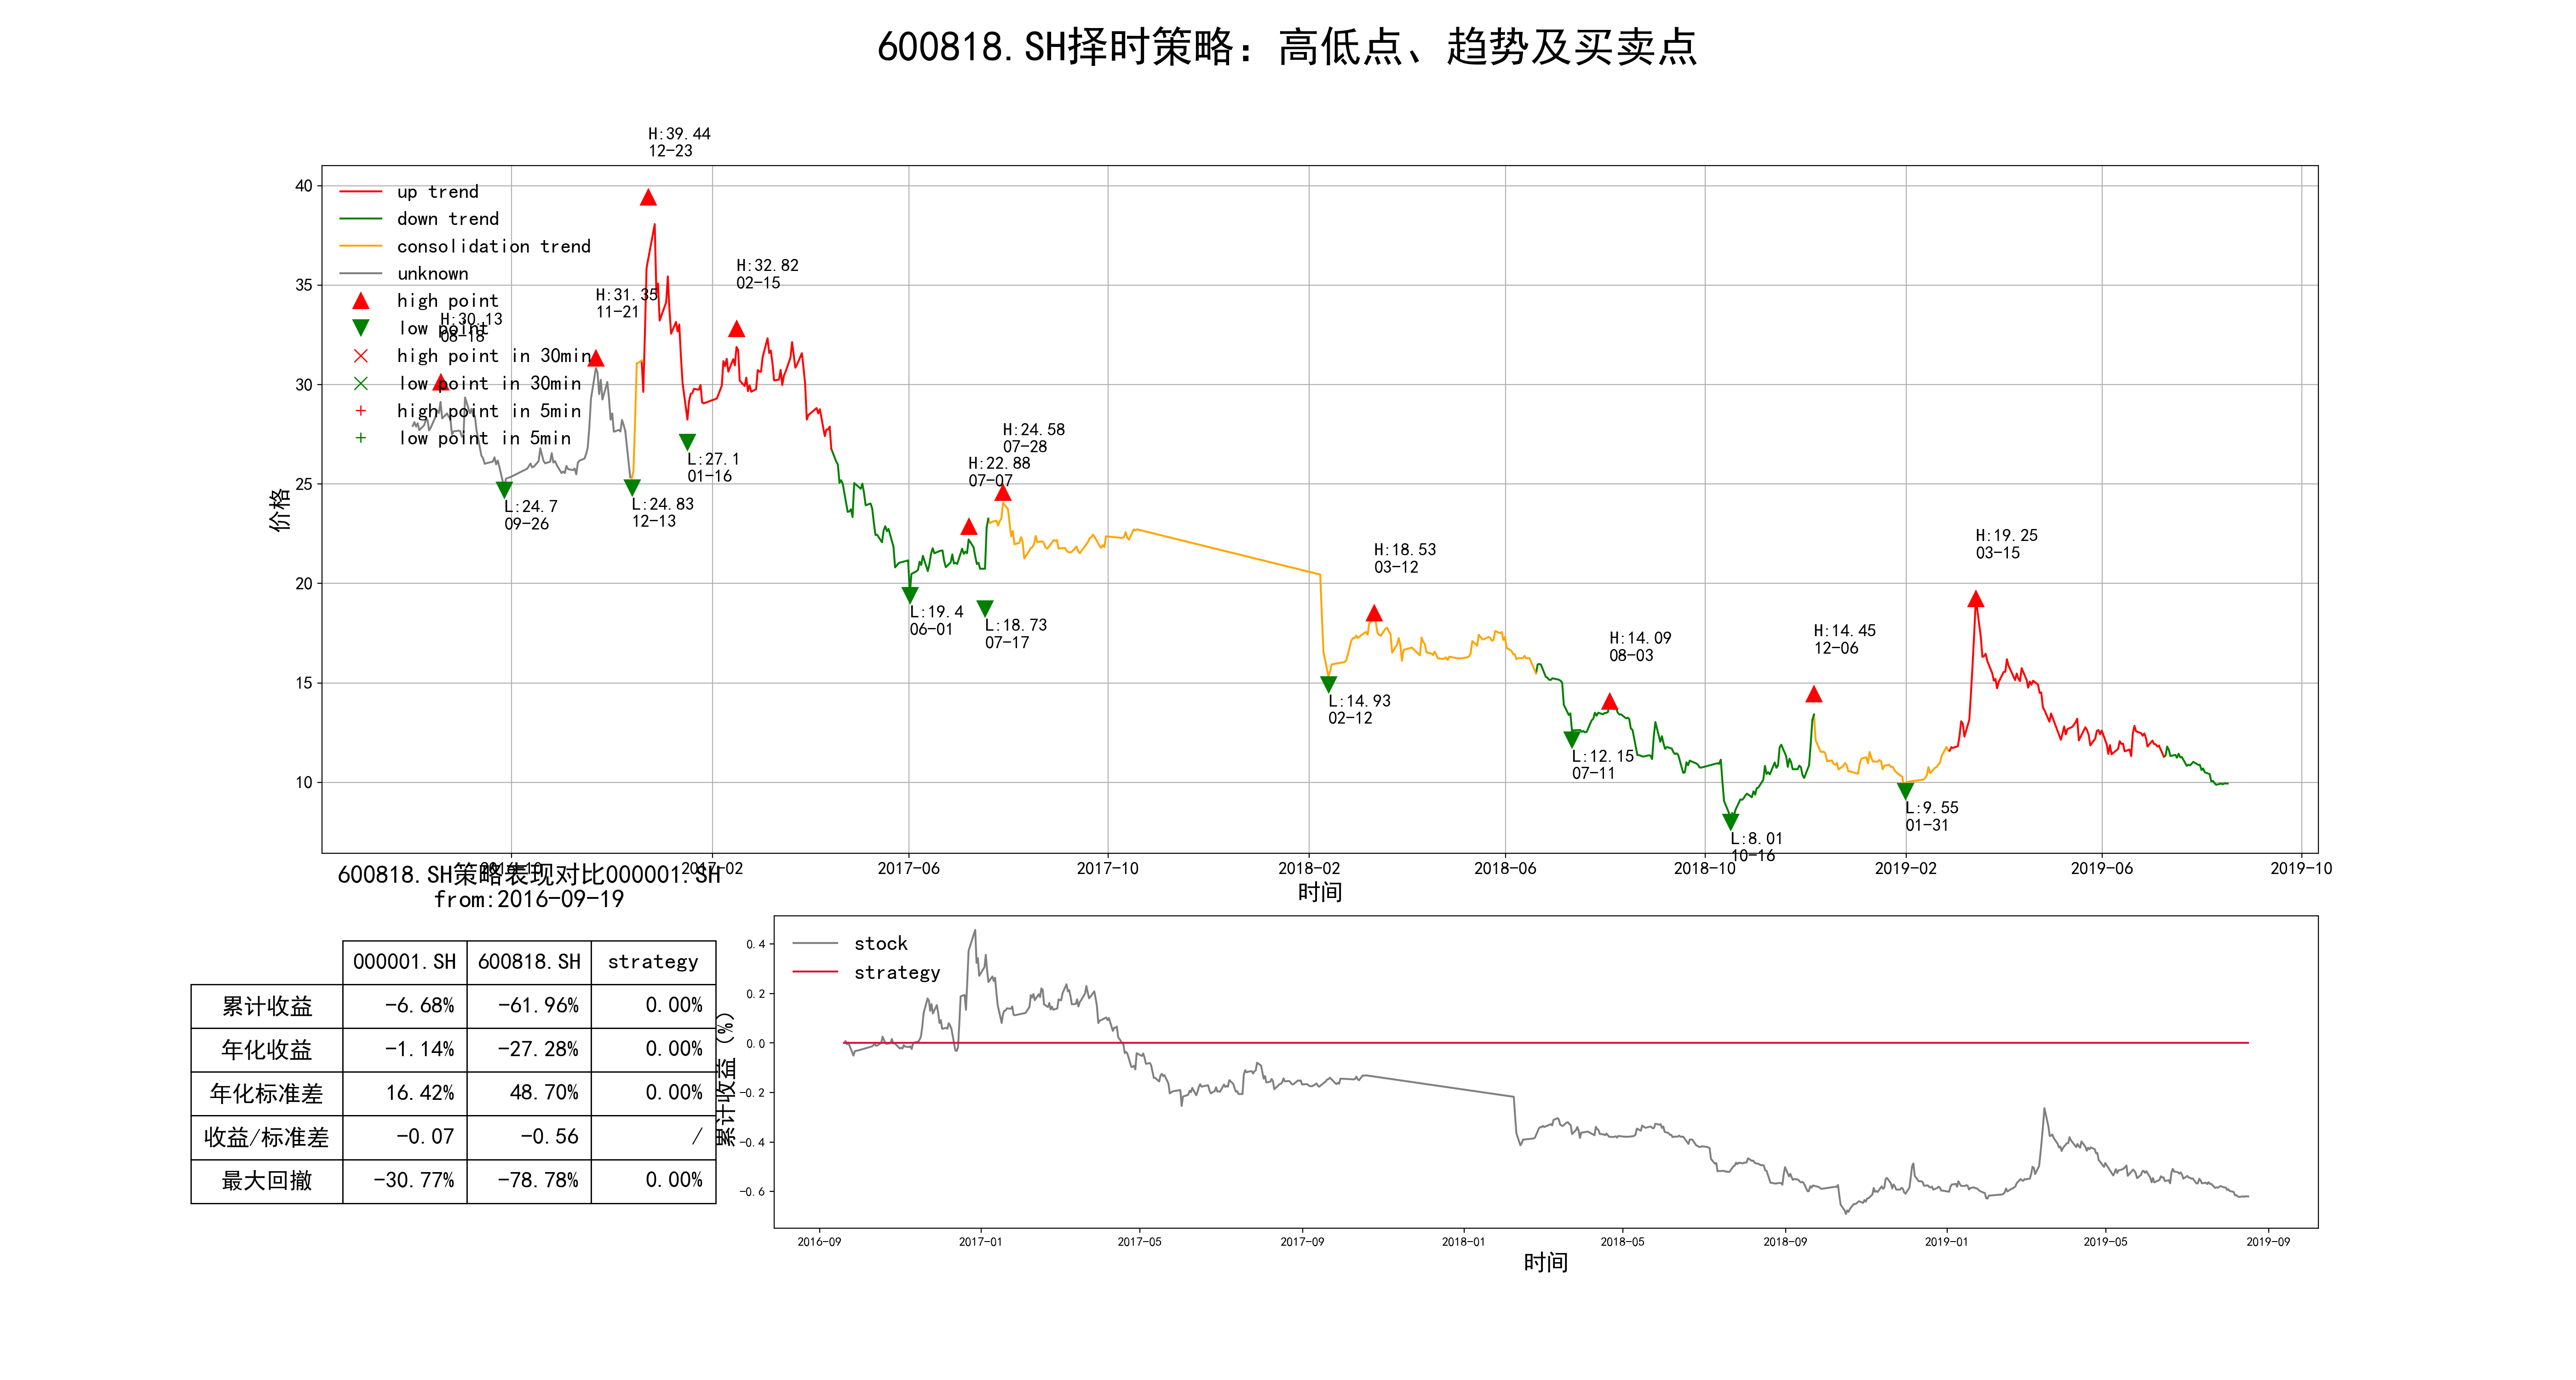 600818.SH择时策略：高低点、趋势及买卖点
H:39.44
12-23
H:32.82
02-15
H:31.35
11-21
H:30.13
08-18
up trend
down trend
consolidation trend
unknown
high point
low point
high point in 30min
low point in 30min
high point in 5min
low point in 5min
L:24.7
09-26
L:24.83
12-13
L:27.1
01-16
H:24.58
07-28
H:22.88
07-07
L:19.4
06-01
L:18.73
07-17
H:18.53
03-12
L:14.93
02-12
H:14.09
08-03
L:12.15
07-11
H:14.45
12-06
L:8.01
10-16
L:9.55
01-31
H:19.25
03-15
40
35
30
25
20
15
10
价格
2016-10 2017-02 2017-06 2017-10 2018-02 2018-06 2018-10 2019-02 2019-06 2019-10
时间
600818.SH策略表现对比000001.SH
from:2016-09-19
000001.SH 600818.SH strategy
累计收益 -6.68% -61.96% 0.00%
年化收益 -1.14% -27.28% 0.00%
年化标准差 16.42% 48.70% 0.00%
收益/标准差 -0.07 -0.56 /
最大回撤 -30.77% -78.78% 0.00%
累计收益（%）
0.4
0.2
0.0
-0.2
-0.4
-0.6
stock
strategy
2016-09 2017-01 2017-05 2017-09 2018-01 2018-05 2018-09 2019-01 2019-05 2019-09
时间